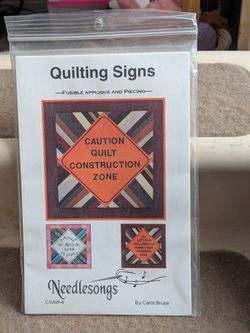 Quilting Signs
—FUSIBLE APPLIQUE AND PIECING—
CAUTION
QUILT
CONSTRUCTION
ZONE
Needlesongs
CSAW-4
By Carol Bruce